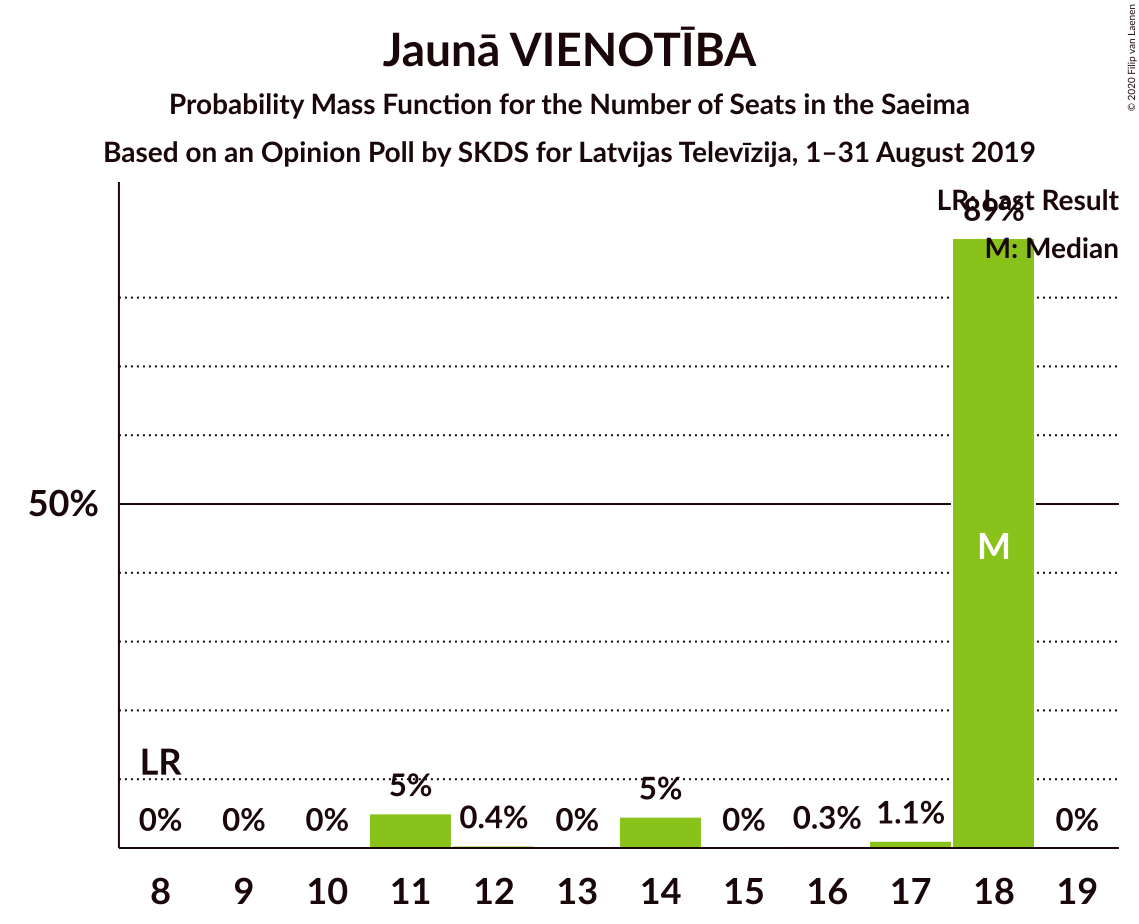 Jaunā VIENOTĪBA
Probability Mass Function for the Number of Seats in the Saeima
Based on an Opinion Poll by SKDS for Latvijas Televīzija, 1–31 August 2019
© 2020 Filip van Laenen
LR: Last Result
M: Median
89%
50%
M
LR
0% 0% 0% 5% 0.4% 0% 5% 0% 0.3% 1.1% 0%
8 9 10 11 12 13 14 15 16 17 18 19